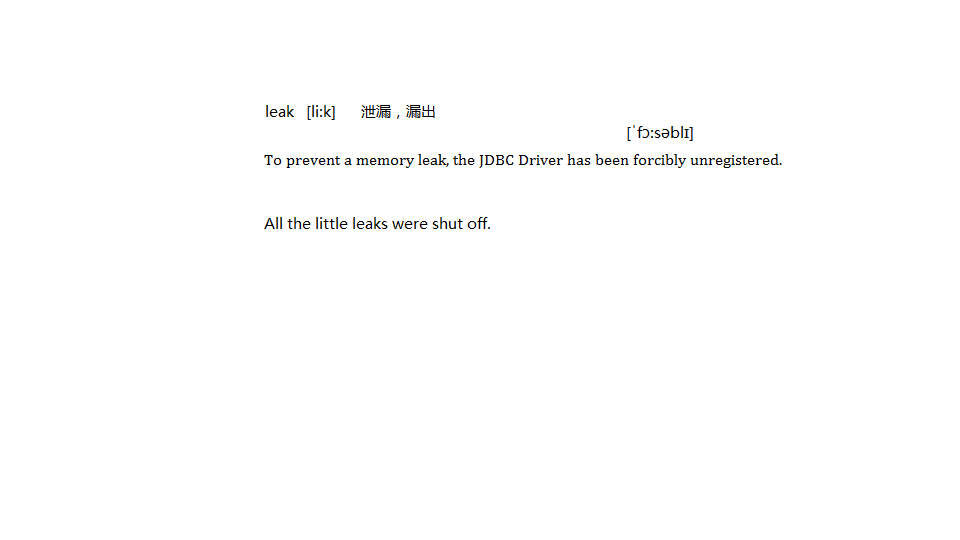 leak [li:k] 泄漏，漏出
[ˈfɔ:səblɪ]
To prevent a memory leak, the JDBC Driver has been forcibly unregistered.
All the little leaks were shut off.